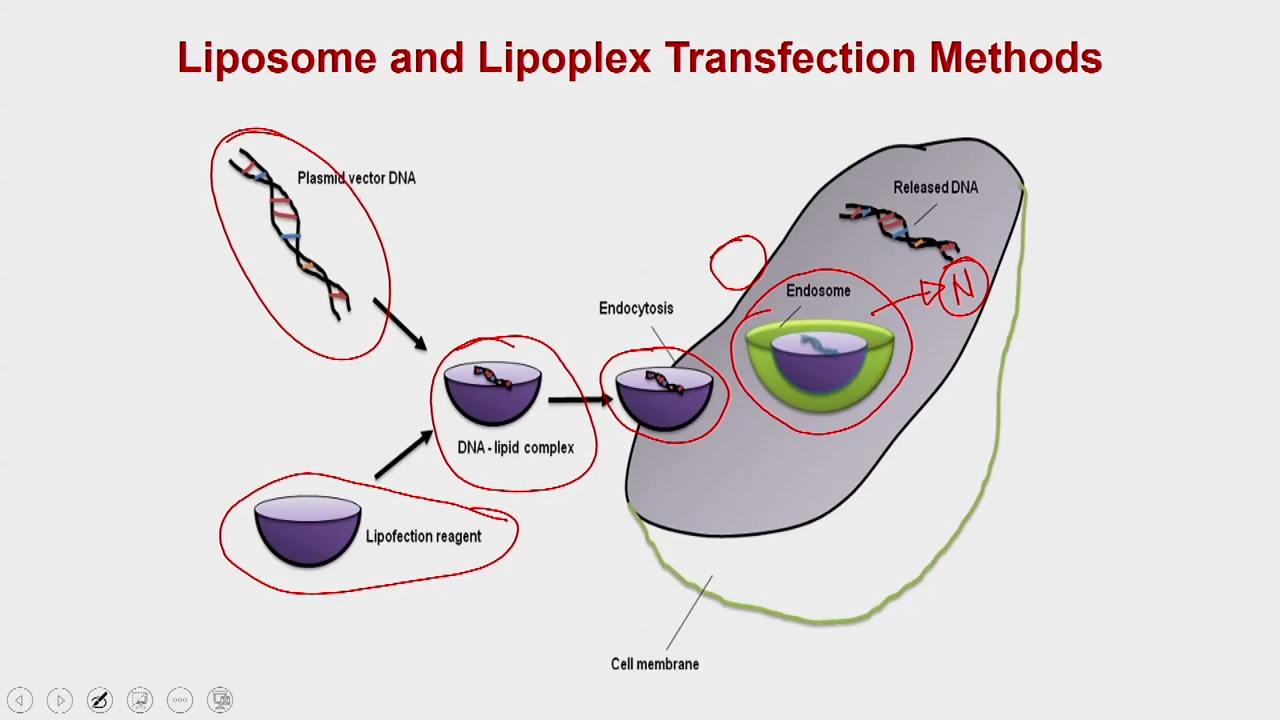 Liposome and Lipoplex Transfection Methods
Plasmid vector DNA
Released DNA
Endosome
N
Endocytosis
DNA - lipid complex
Lipofection reagent
Cell membrane